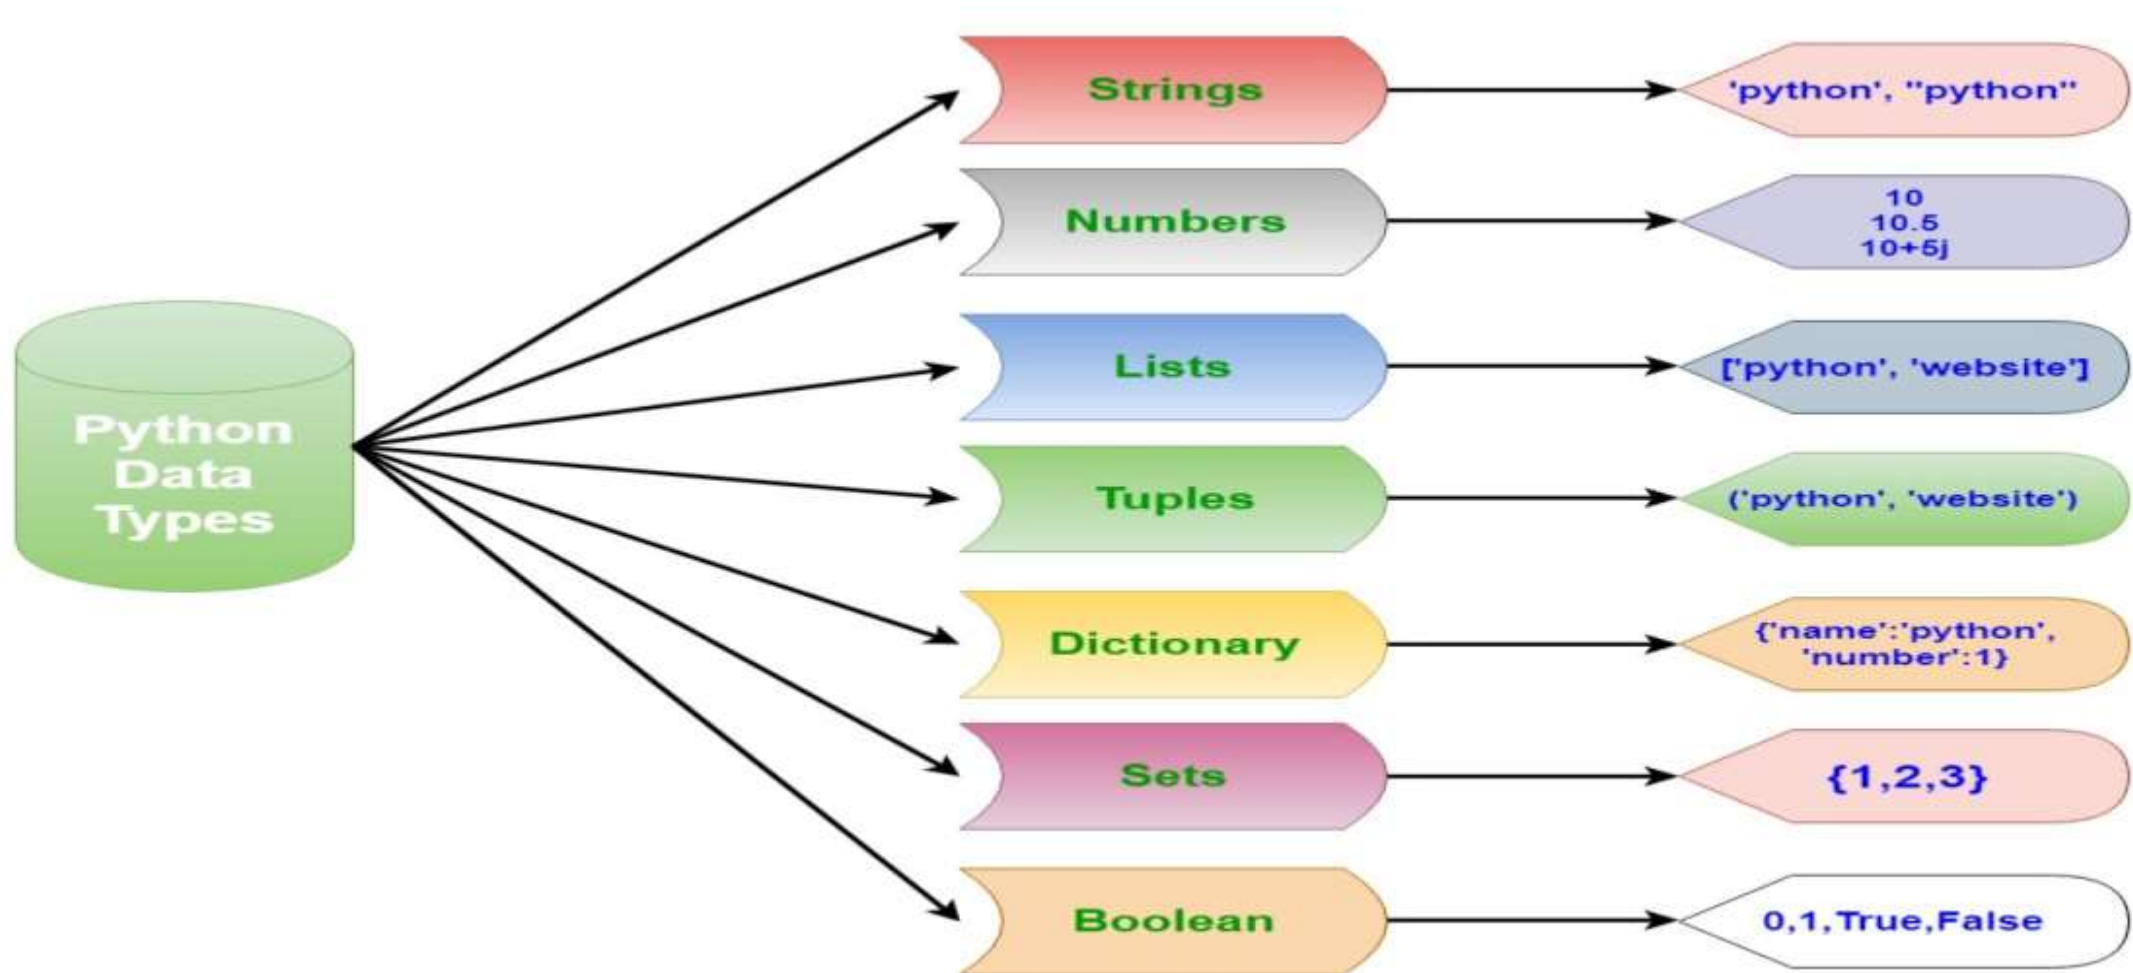 Python
Data
Types
Strings
'python', "python"
Numbers
10
10.5
10+5j
Lists
['python', 'website']
Tuples
('python', 'website')
Dictionary
{'name':'python',
'number':1}
Sets
{1,2,3}
Boolean
0,1,True,False